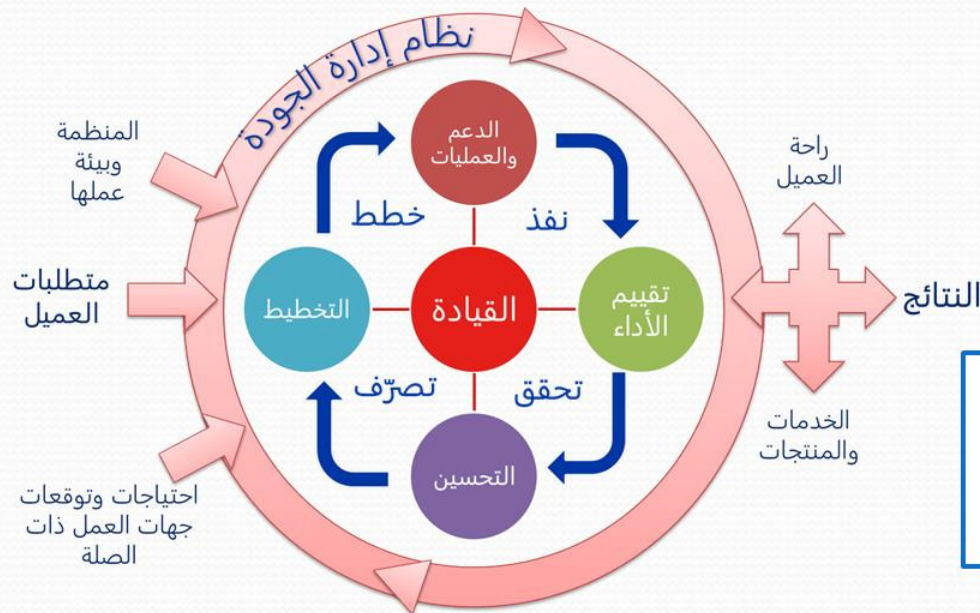 نظام إدارة الجودة
المنظمة
وبيئة
عملها
متطلبات
العميل
احتياجات وتوقعات
جهات العمل ذات
الصلة
الدعم
والعمليات
خطط
نفذ
التخطيط
القيادة
تقييم
الأداء
تصرّف
تحقق
التحسين
راحة
العميل
النتائج
الخدمات
والمنتجات